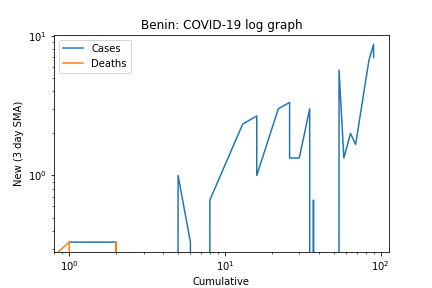 Benin: COVID-19 log graph
10¹
Cases
Deaths
New (3 day SMA)
10⁰
10⁰ 10¹ 10²
Cumulative